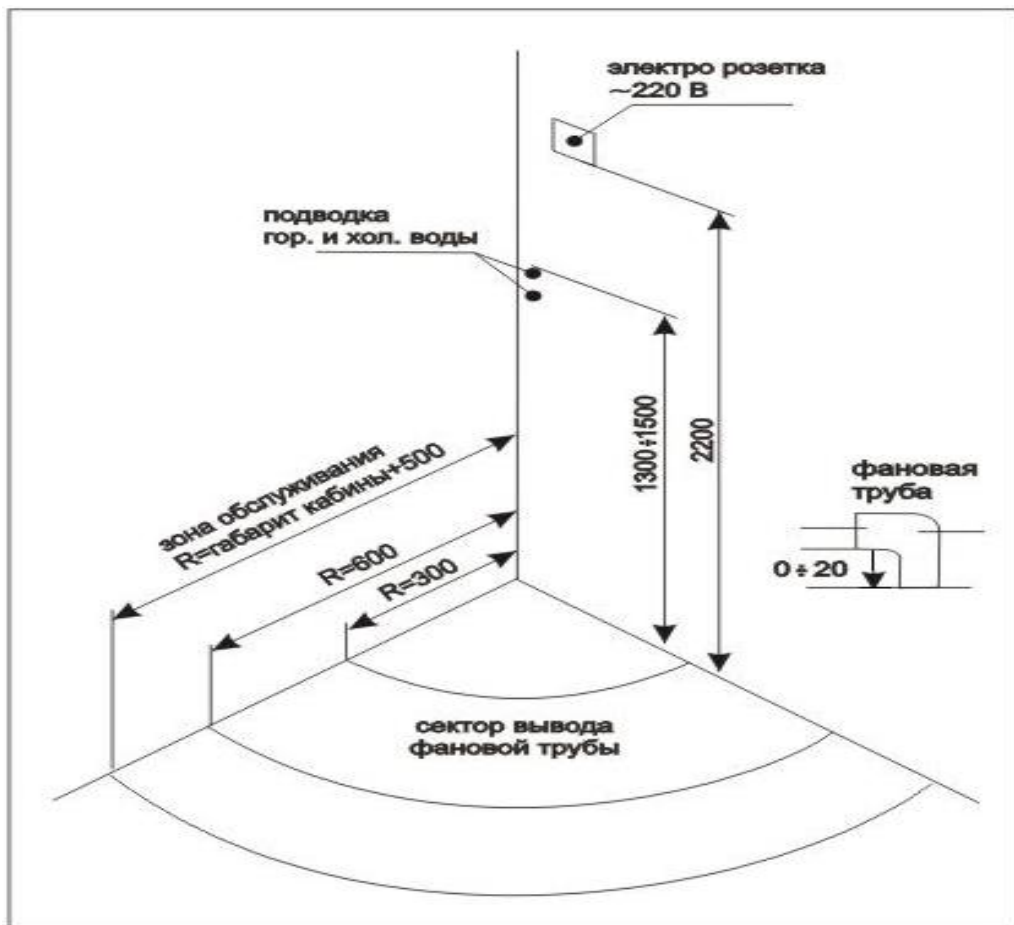 электро розетка
~220 В
подводка
гор. и хол. воды
1300÷1500
2200
зона обслуживания
R=габарит кабины+500
R=600
R=300
фановая
труба
0÷20
сектор вывода
фановой трубы